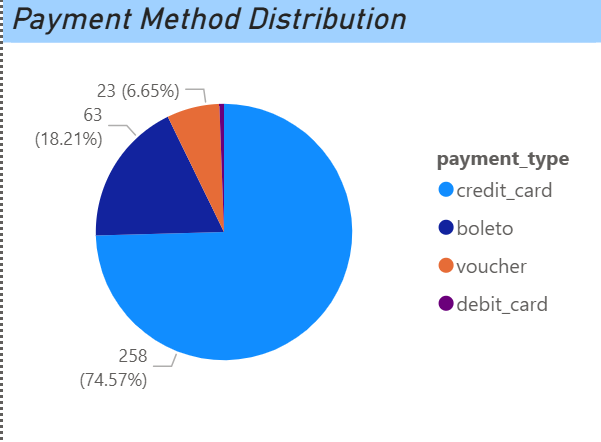 Payment Method Distribution
23 (6.65%)
63
(18.21%)
258
(74.57%)
payment_type
credit_card
boleto
voucher
debit_card